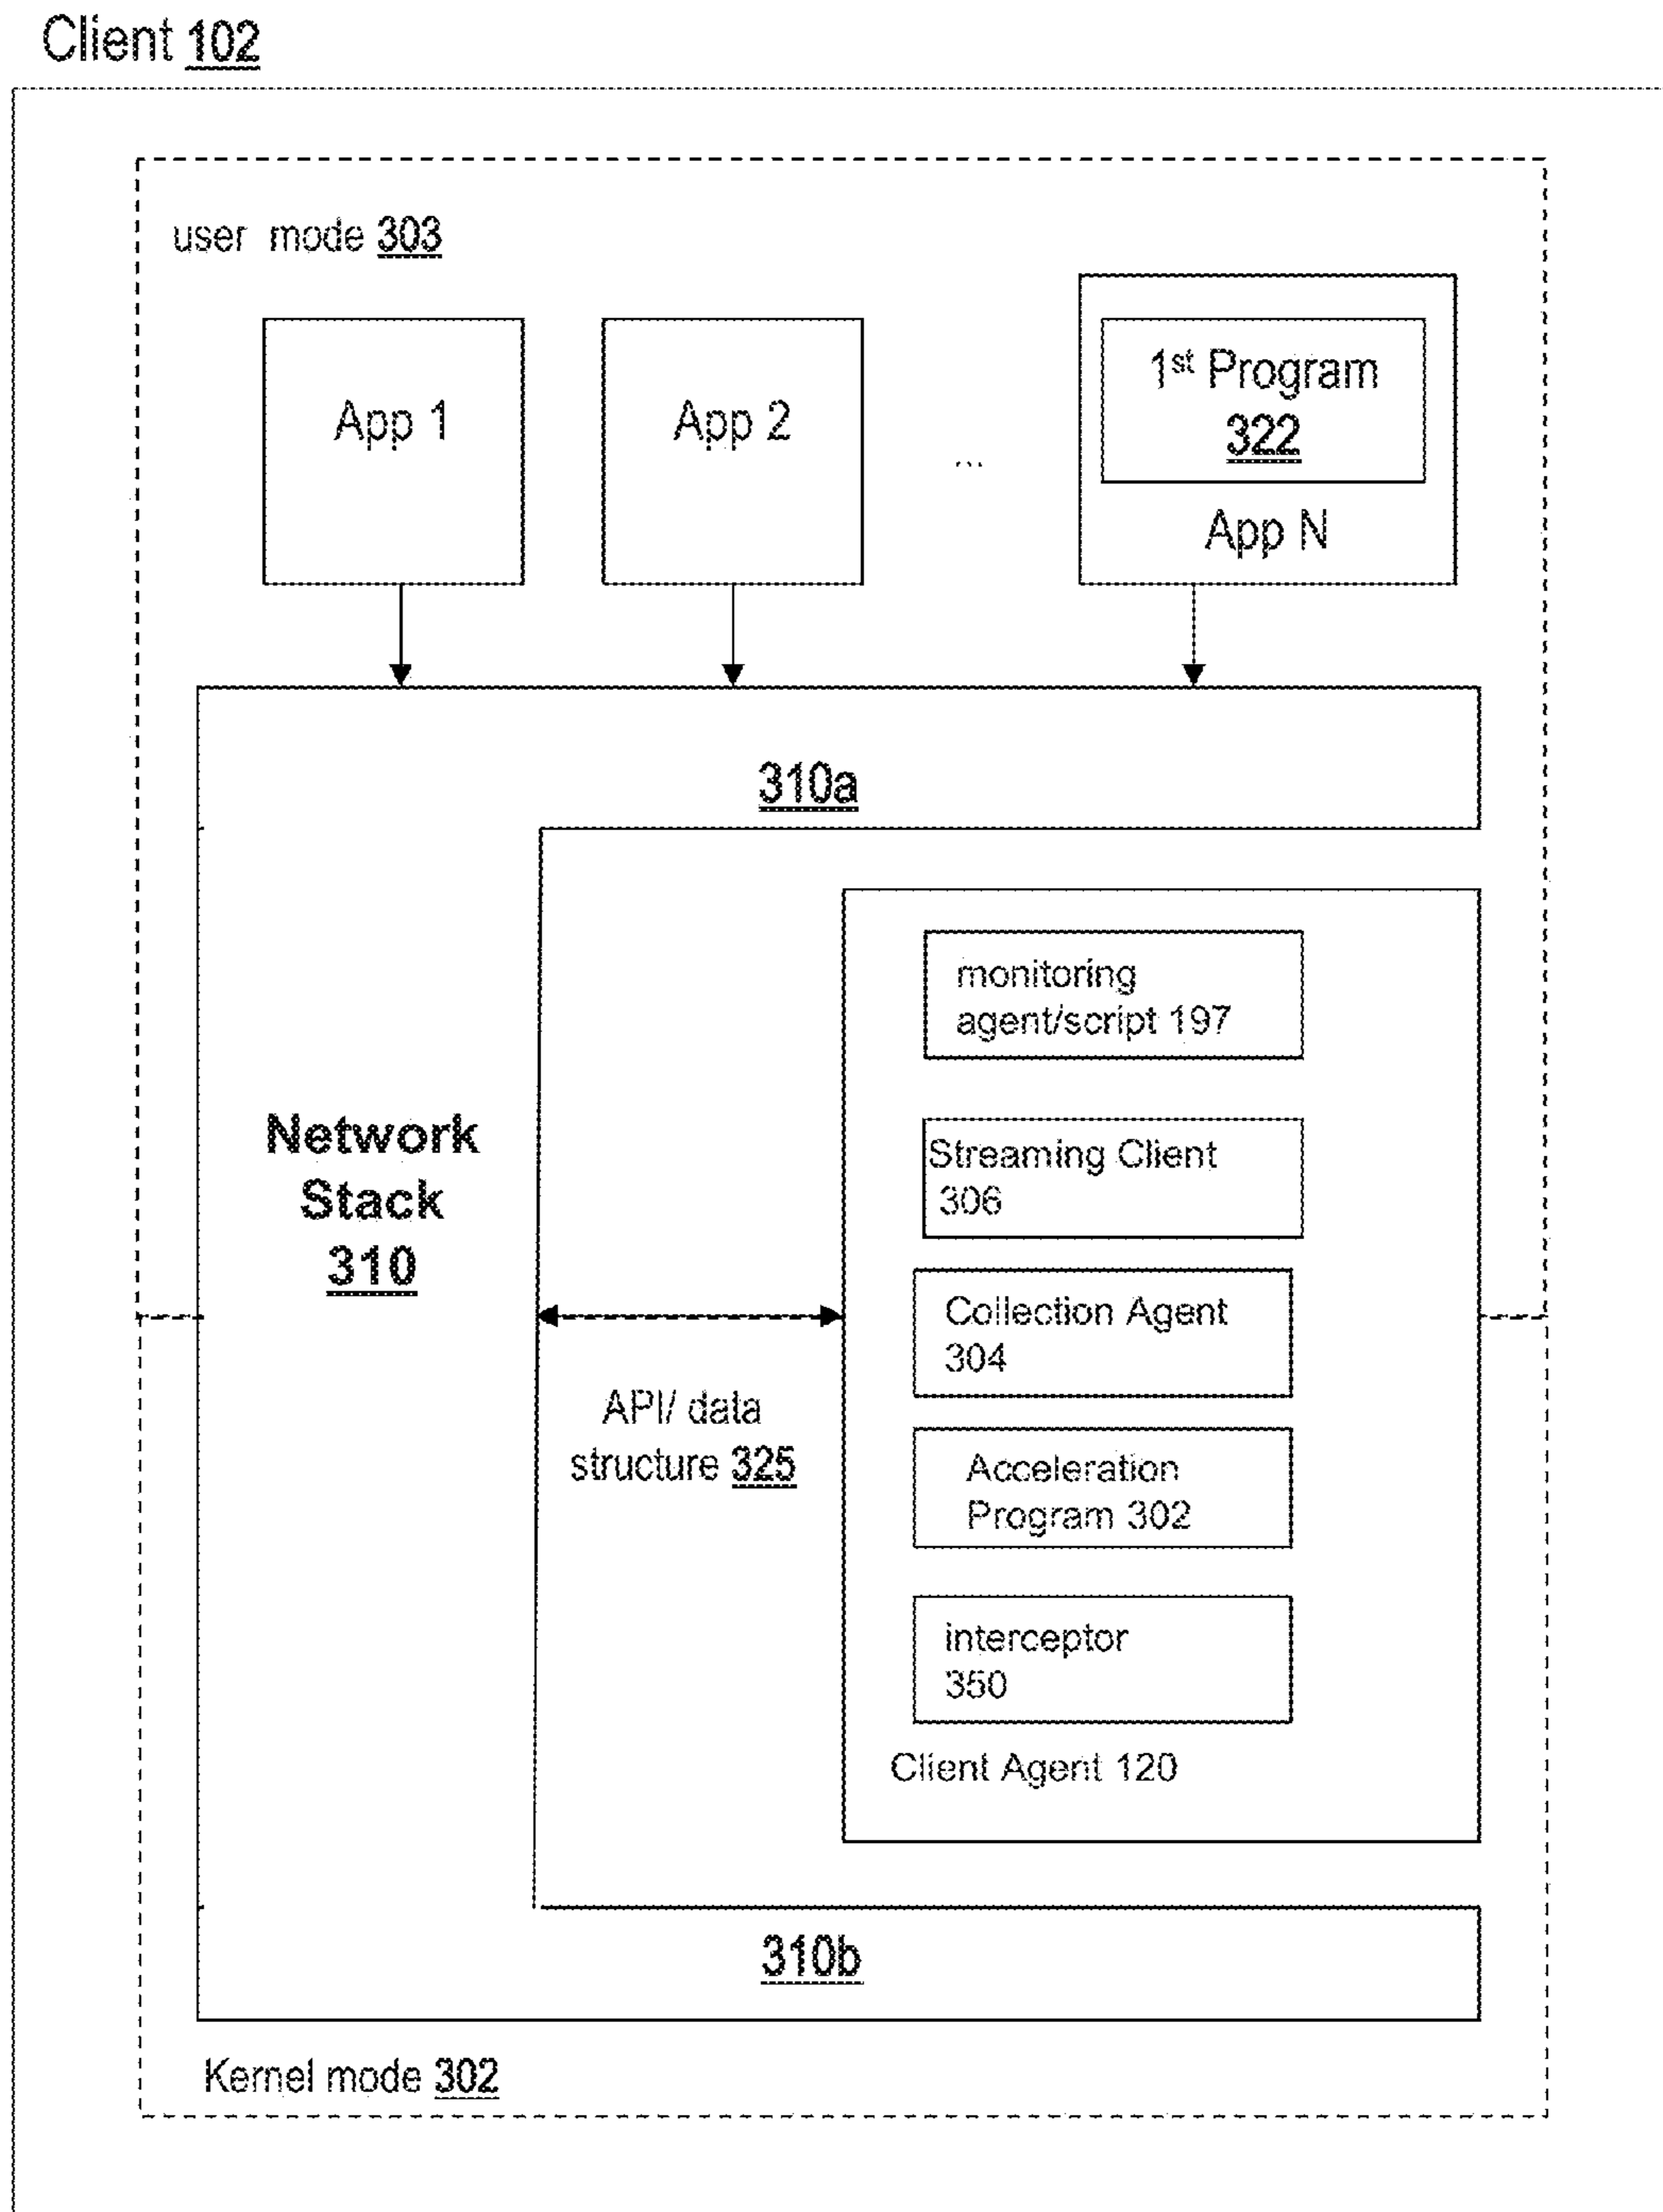 Client 102
user mode 303
App 1
App 2
...
1st Program
322
App N
310a
monitoring
agent/script 197
Streaming Client
306
Network
Stack
310
Collection Agent
304
API/ data
structure 325
Acceleration
Program 302
interceptor
350
Client Agent 120
310b
Kernel mode 302